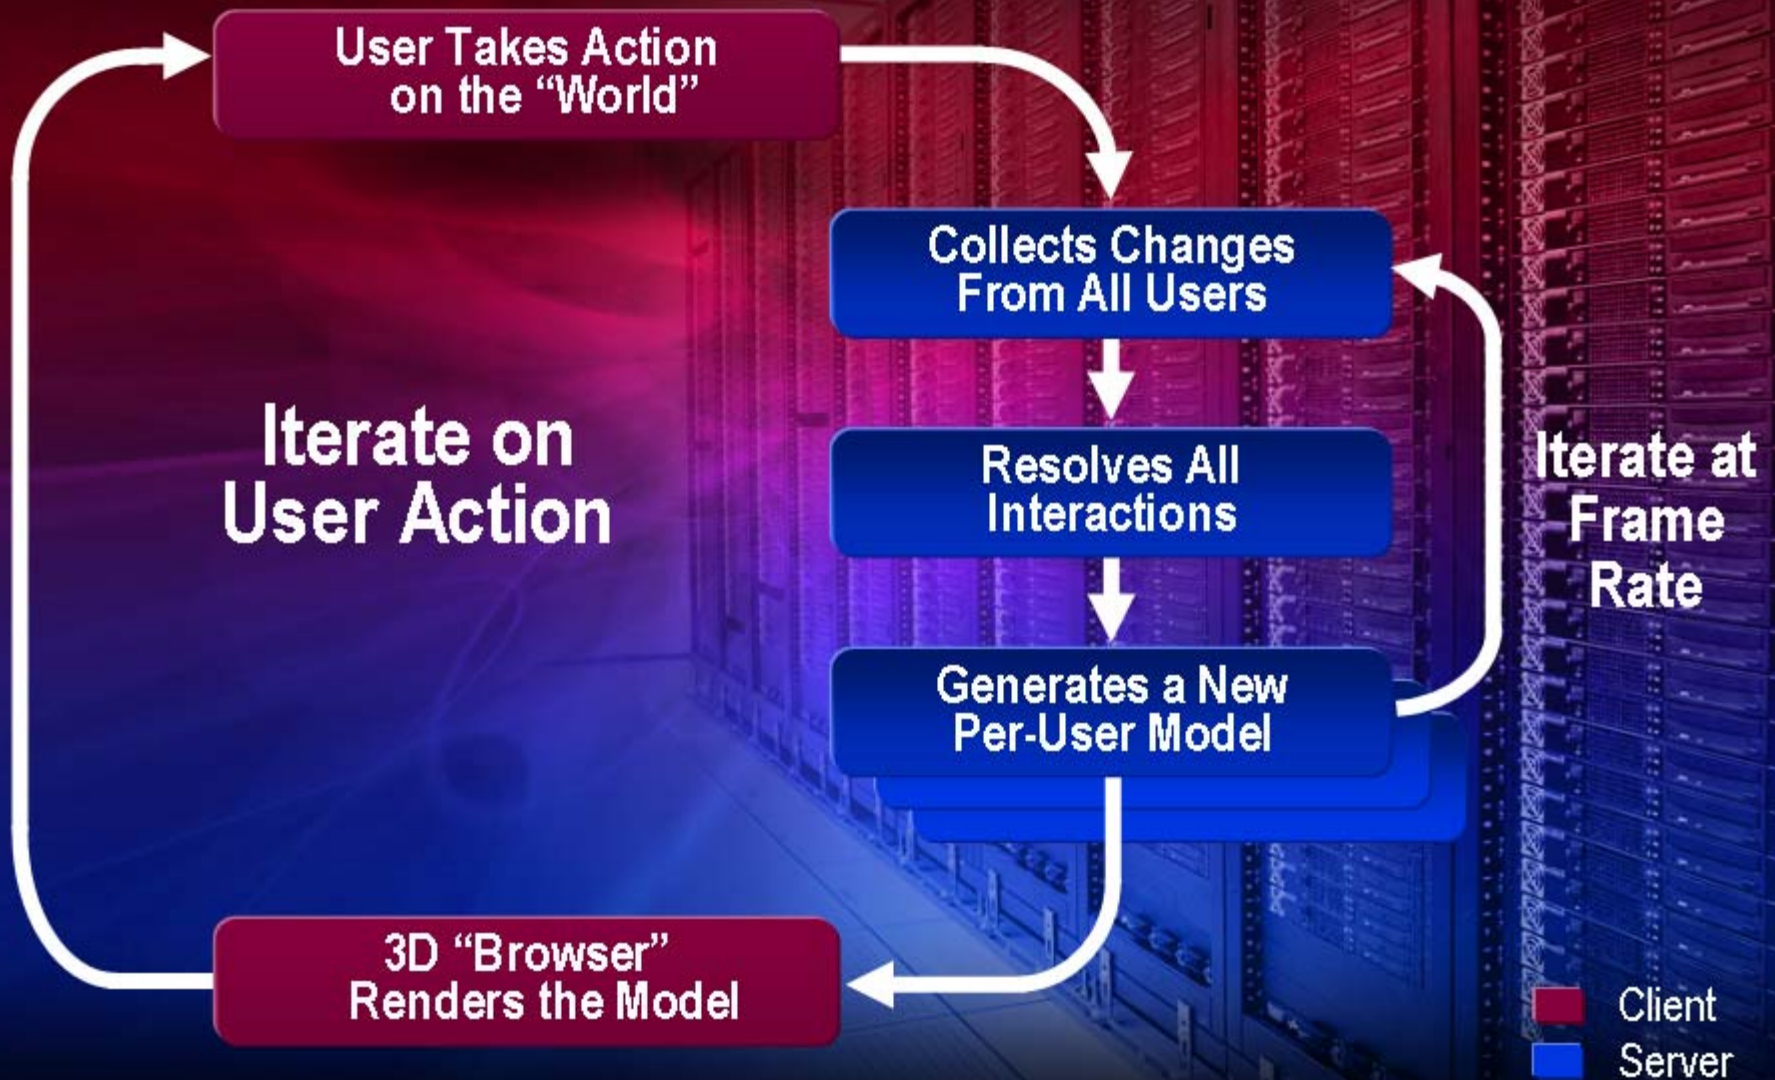 User Takes Action
on the “World”
Collects Changes
From All Users
Iterate on
User Action
Resolves All
Interactions
Iterate at
Frame
Rate
Generates a New
Per-User Model
3D “Browser”
Renders the Model
Client
Server